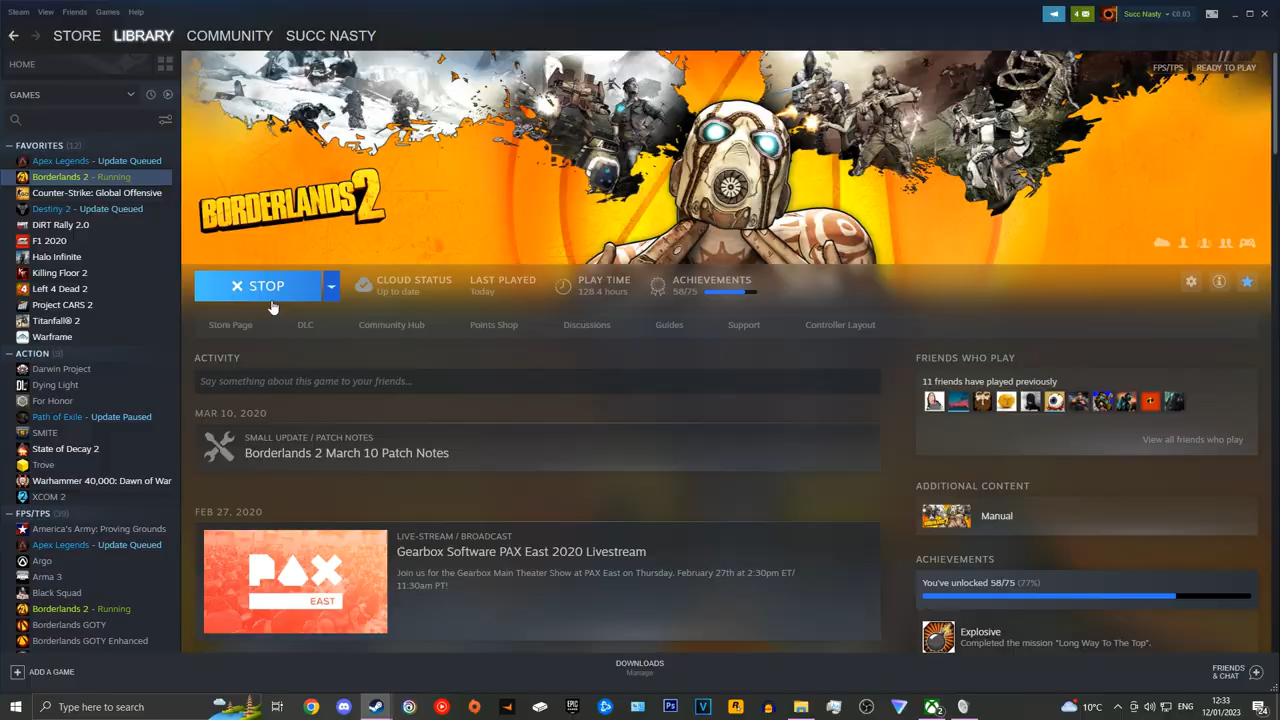 Steam View Friends Games Help
4
Succ Nasty €0.03
STORE LIBRARY COMMUNITY SUCC NASTY
HOME
GAMES
FAVORITES (12)
Apex Legends - Update Queued
Borderlands 2 - Running
Counter-Strike: Global Offensive
Destiny 2 - Update Queued
DiRT Rally 2.0
F1 2020
Halo Infinite
Killing Floor 2
Left 4 Dead 2
Project CARS 2
Titanfall® 2
Warframe
ACTION (3)
Darwin Project
Dying Light
For Honor
Path of Exile - Update Paused
SMITE
State of Decay 2
Trove
Warhammer 40,000: Dawn of War
XCOM 2
FPS/TPS (39)
America's Army: Proving Grounds
Apex Legends - Update Queued
Argo
Arma 3
Black Squad
Borderlands 2 - Running
Borderlands GOTY
Borderlands GOTY Enhanced
ADD A GAME
FPS/TPS READY TO PLAY
BORDERLANDS 2
STOP
CLOUD STATUS
Up to date
LAST PLAYED
Today
PLAY TIME
128.4 hours
ACHIEVEMENTS
58/75
Store Page DLC Community Hub Points Shop Discussions Guides Support Controller Layout
ACTIVITY
Say something about this game to your friends...
MAR 10, 2020
SMALL UPDATE / PATCH NOTES
Borderlands 2 March 10 Patch Notes
FEB 27, 2020
PAX
EAST
LIVE-STREAM / BROADCAST
Gearbox Software PAX East 2020 Livestream
Join us for the Gearbox Main Theater Show at PAX East on Thursday. February 27th at 2:30pm ET/
11:30am PT!
FRIENDS WHO PLAY
11 friends have played previously
View all friends who play
ADDITIONAL CONTENT
Manual
ACHIEVEMENTS
You've unlocked 58/75 (77%)
Explosive
Completed the mission "Long Way To The Top".
DOWNLOADS
Manage
FRIENDS
& CHAT
Type here to search
10°C
ENG
12:33
12/01/2023
24